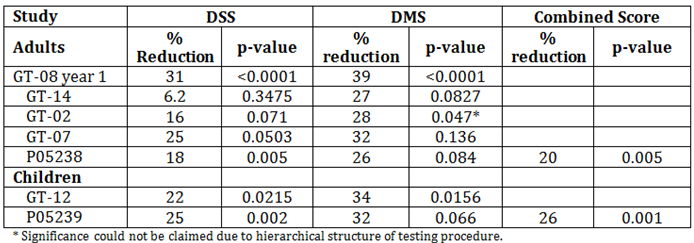 Study DSS DMS Combined Score
Adults % Reduction p-value % reduction p-value % reduction p-value
GT-08 year 1 31 <0.0001 39 <0.0001
GT-14 6.2 0.3475 27 0.0827
GT-02 16 0.071 28 0.047*
GT-07 25 0.0503 32 0.136
P05238 18 0.005 26 0.084 20 0.005
Children
GT-12 22 0.0215 34 0.0156
P05239 25 0.002 32 0.066 26 0.001
* Significance could not be claimed due to hierarchical structure of testing procedure.